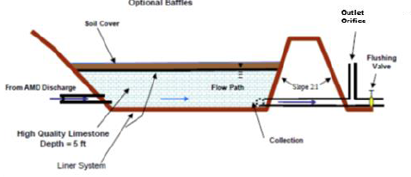 Optional Baffles
Outlet
Orifice
Soil Cover
Flushing
Valve
From AMD Discharge
Flow Path
Slope 2:1
High Quality Limestone
Depth = 5 ft
Collection
Liner System